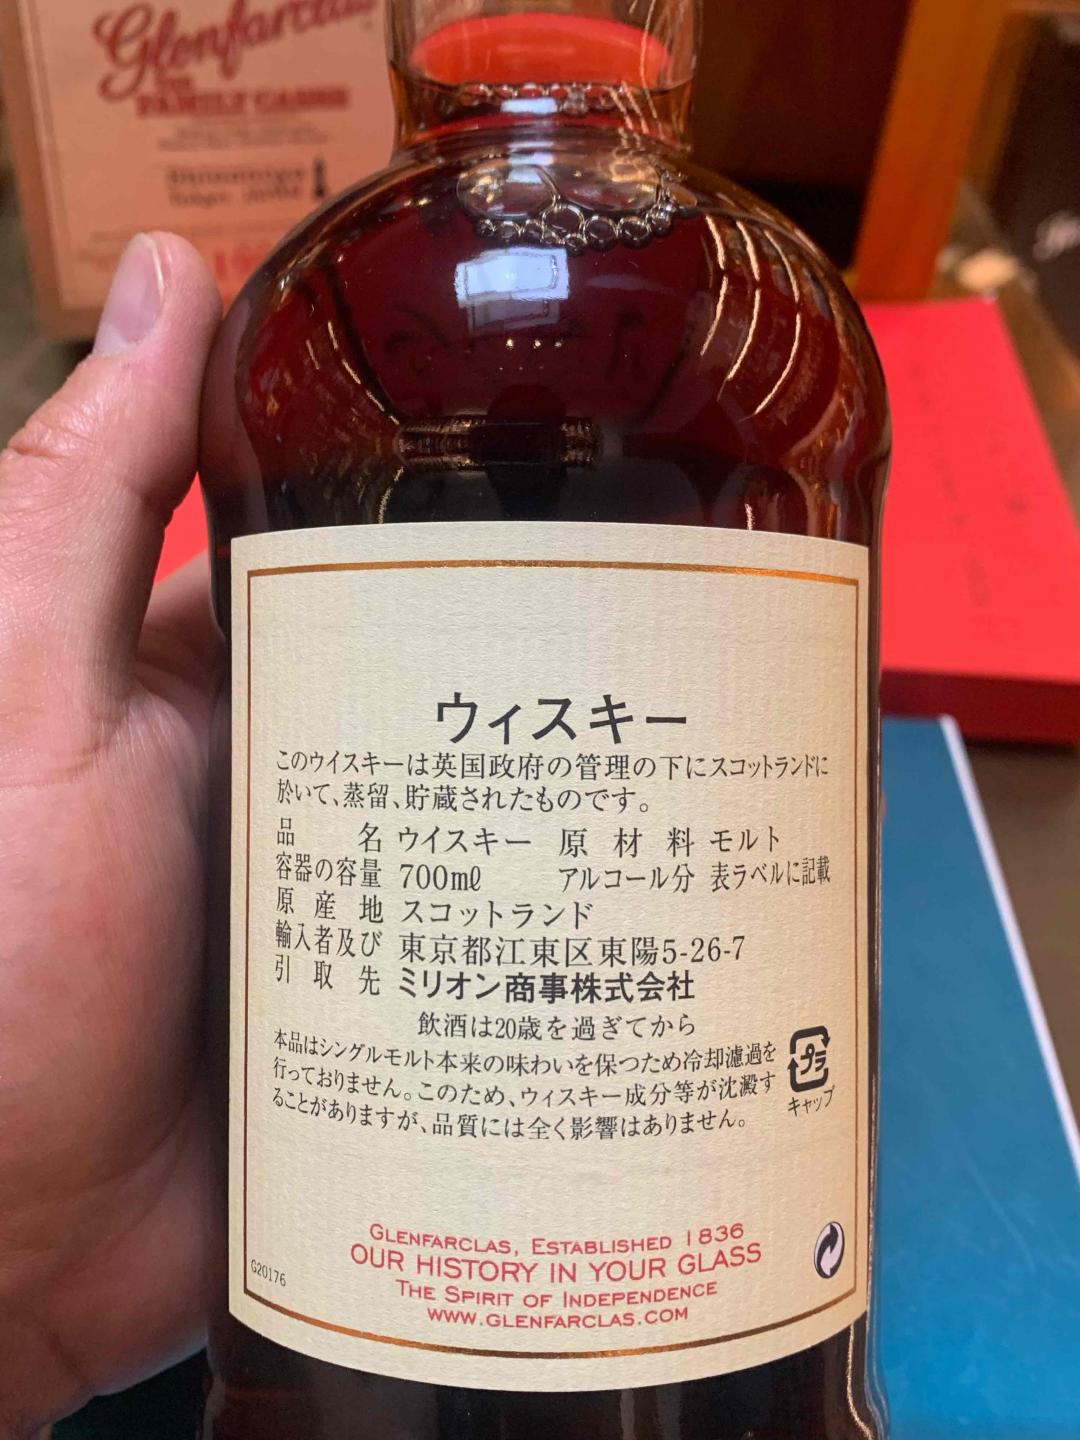 Glenfarclas
THE
FAMILY CASKS
Shinanoya
Tokyo, Japan
ウィスキー
このウイスキーは英国政府の管理の下にスコットランドに
於いて、蒸留、貯蔵されたものです。
品名 ウイスキー 原材料 モルト
容器の容量 700mℓ アルコール分 表ラベルに記載
原産地 スコットランド
輸入者及び 東京都江東区東陽5-26-7
引取先 ミリオン商事株式会社
飲酒は20歳を過ぎてから
本品はシングルモルト本来の味わいを保つため冷却濾過を
行っておりません。このため、ウィスキー成分等が沈澱す
ることがありますが、品質には全く影響はありません。
プラ
キャップ
GLENFARCLAS, ESTABLISHED 1836
OUR HISTORY IN YOUR GLASS
THE SPIRIT OF INDEPENDENCE
WWW.GLENFARCLAS.COM
G20176